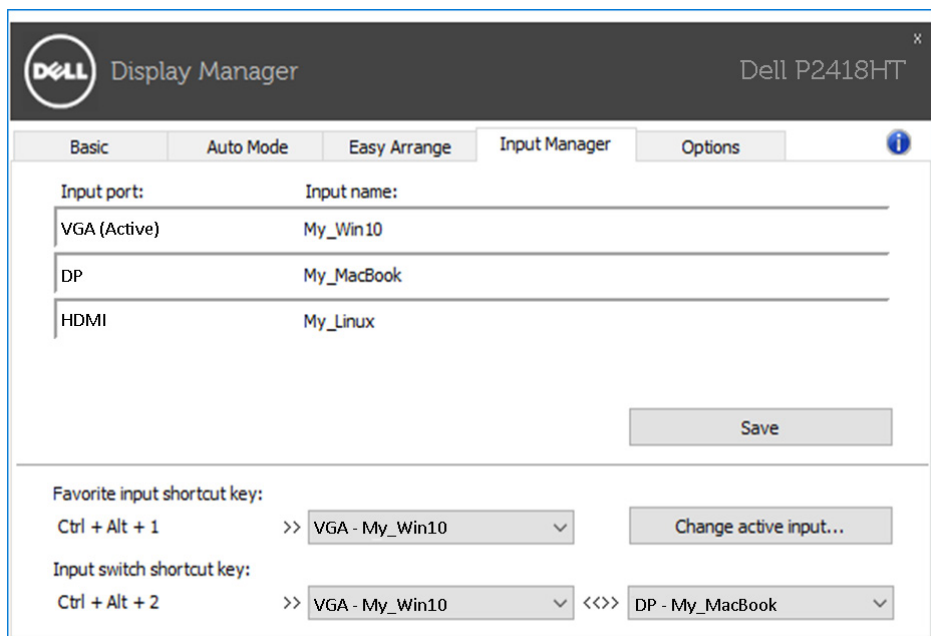 x
DELL Display Manager Dell P2418HT
Basic Auto Mode Easy Arrange Input Manager Options i
Input port: Input name:
VGA (Active) My_Win10
DP My_MacBook
HDMI My_Linux
Save
Favorite input shortcut key:
Ctrl + Alt + 1 >> VGA - My_Win10 Change active input...
Input switch shortcut key:
Ctrl + Alt + 2 >> VGA - My_Win10 <<>> DP - My_MacBook